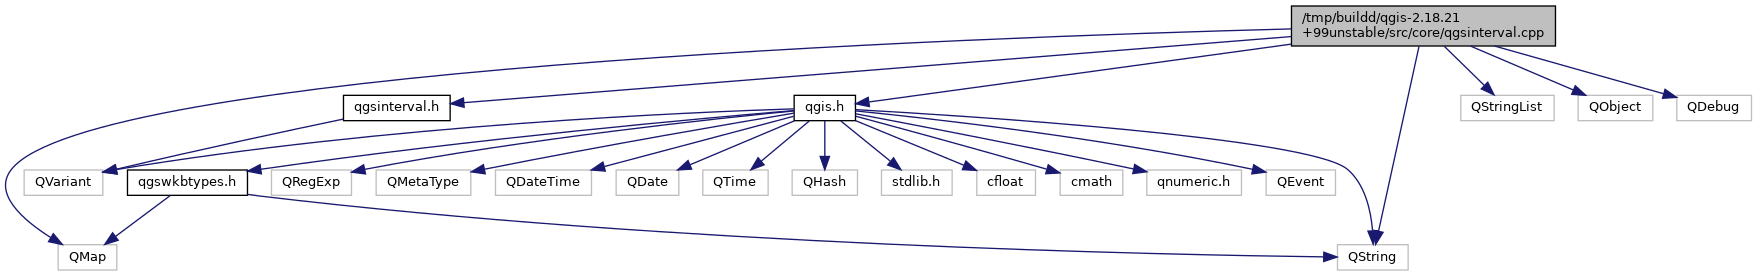 /tmp/buildd/qgis-2.18.21
+99unstable/src/core/qgsinterval.cpp
qgsinterval.h
qgis.h
QStringList
QObject
QDebug
QVariant
qgswkbtypes.h
QRegExp
QMetaType
QDateTime
QDate
QTime
QHash
stdlib.h
cfloat
cmath
qnumeric.h
QEvent
QMap
QString